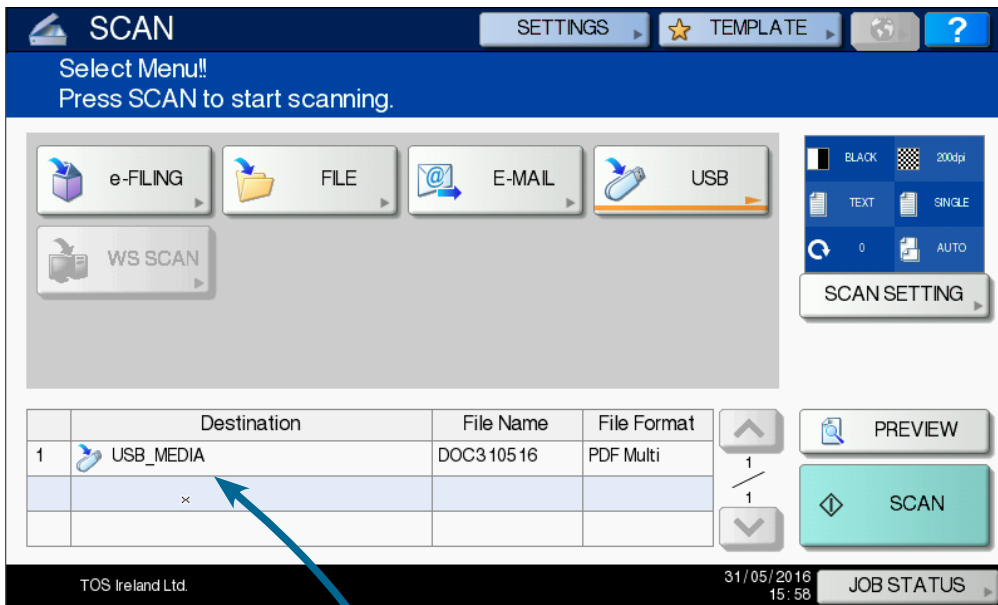 SCAN
SETTINGS
TEMPLATE
?
Select Menu!!
Press SCAN to start scanning.
e-FILING
FILE
@
E-MAIL
USB
WS SCAN
BLACK
200dpi
TEXT
SINGLE
0
AUTO
SCAN SETTING
Destination File Name File Format
1 USB_MEDIA DOC310516 PDF Multi
1
1
PREVIEW
SCAN
TOS Ireland Ltd.
31/05/2016
15:58
JOB STATUS